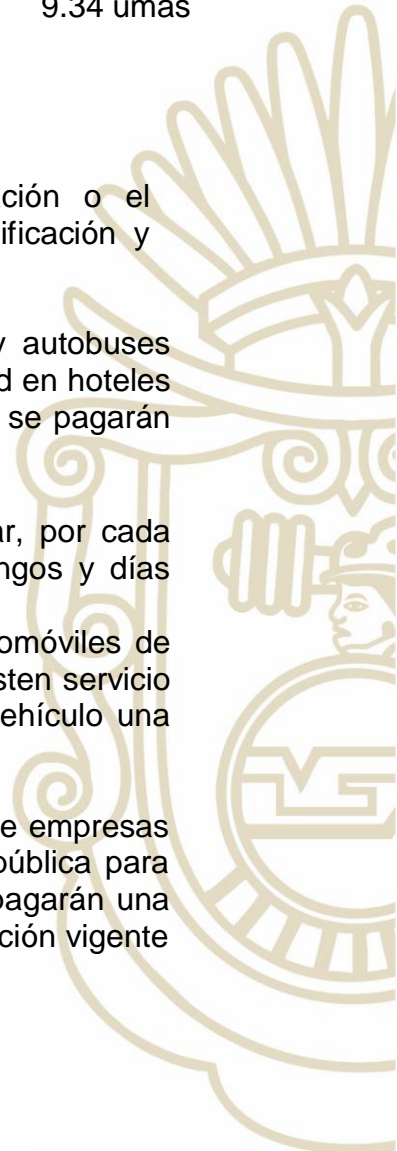 9.34 umas
ción o el
ificación y
y autobuses
d en hoteles
se pagarán
ar, por cada
ngos y días
omóviles de
sten servicio
ehículo una
e empresas
pública para
pagarán una
ción vigente